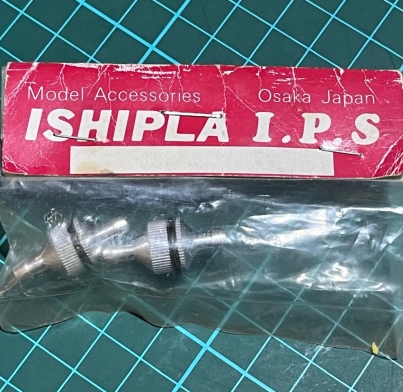 Model Accessories Osaka Japan
ISHIPLA I.P.S